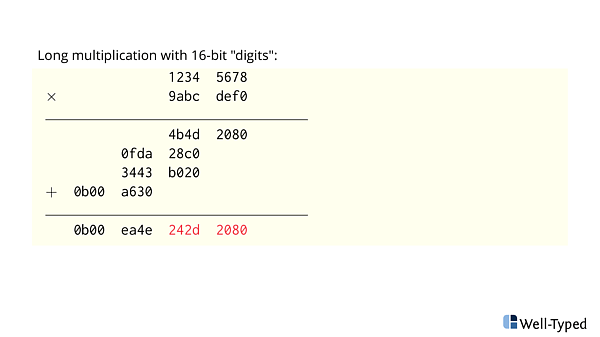 Long multiplication with 16-bit "digits":
1234 5678
× 9abc def0
4b4d 2080
0fda 28c0
3443 b020
+ 0b00 a630
0b00 ea4e 242d 2080
Well-Typed